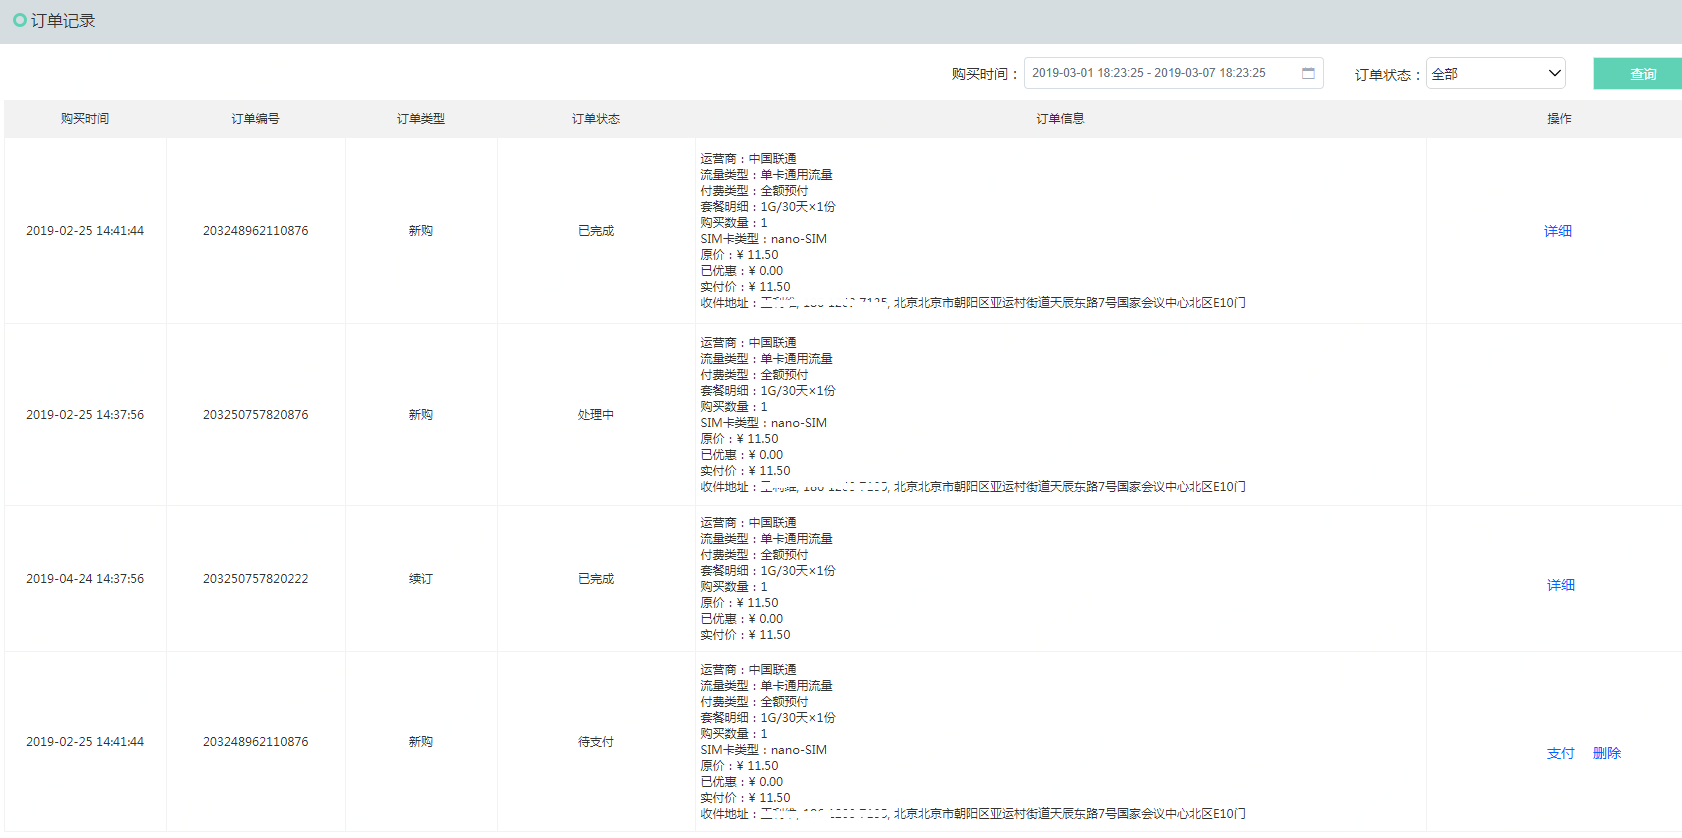 订单记录
购买时间：2019-03-01 18:23:25 - 2019-03-07 18:23:25 订单状态：全部 查询
购买时间 订单编号 订单类型 订单状态 订单信息 操作
2019-02-25 14:41:44 203248962110876 新购 已完成
运营商：中国联通
流量类型：单卡通用流量
付费类型：全额预付
套餐明细：1G/30天×1份
购买数量：1
SIM卡类型：nano-SIM
原价：¥ 11.50
已优惠：¥ 0.00
实付价：¥ 11.50
收件地址：, 北京北京市朝阳区亚运村街道天辰东路7号国家会议中心北区E10门
详细
2019-02-25 14:37:56 203250757820876 新购 处理中
运营商：中国联通
流量类型：单卡通用流量
付费类型：全额预付
套餐明细：1G/30天×1份
购买数量：1
SIM卡类型：nano-SIM
原价：¥ 11.50
已优惠：¥ 0.00
实付价：¥ 11.50
收件地址：, 北京北京市朝阳区亚运村街道天辰东路7号国家会议中心北区E10门
2019-04-24 14:37:56 203250757820222 续订 已完成
运营商：中国联通
流量类型：单卡通用流量
付费类型：全额预付
套餐明细：1G/30天×1份
购买数量：1
原价：¥ 11.50
已优惠：¥ 0.00
实付价：¥ 11.50
详细
2019-02-25 14:41:44 203248962110876 新购 待支付
运营商：中国联通
流量类型：单卡通用流量
付费类型：全额预付
套餐明细：1G/30天×1份
购买数量：1
SIM卡类型：nano-SIM
原价：¥ 11.50
已优惠：¥ 0.00
实付价：¥ 11.50
收件地址：, 北京北京市朝阳区亚运村街道天辰东路7号国家会议中心北区E10门
支付 删除